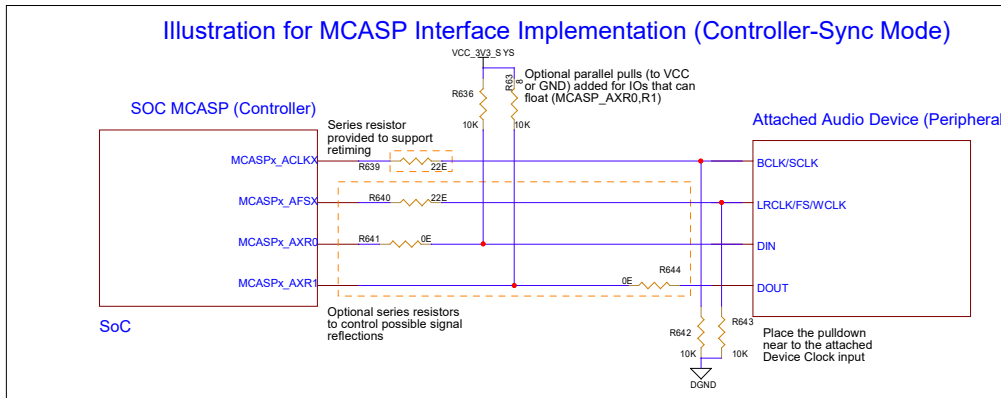 Illustration for MCASP Interface Implementation (Controller-Sync Mode)
VCC_3V3_SYS
Optional parallel pulls (to VCC
or GND) added for IOs that can
float (MCASP_AXR0,R1)
R636
R638
10K
10K
SOC MCASP (Controller)
Attached Audio Device (Peripheral
Series resistor
provided to support
retiming
MCASPx_ACLKX
R639
22E
BCLK/SCLK
MCASPx_AFSX
R640
22E
LRCLK/FS/WCLK
MCASPx_AXR0
R641
0E
DIN
MCASPx_AXR1
0E
R644
DOUT
SoC
Optional series resistors
to control possible signal
reflections
R642
R643
10K
10K
Place the pulldown
near to the attached
Device Clock input
DGND